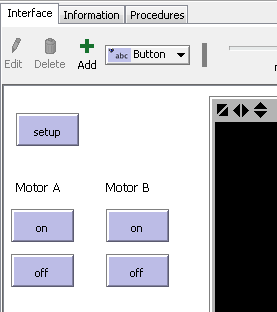 Interface Information Procedures
Edit Delete Add abc Button
setup
Motor A Motor B
on on
off off